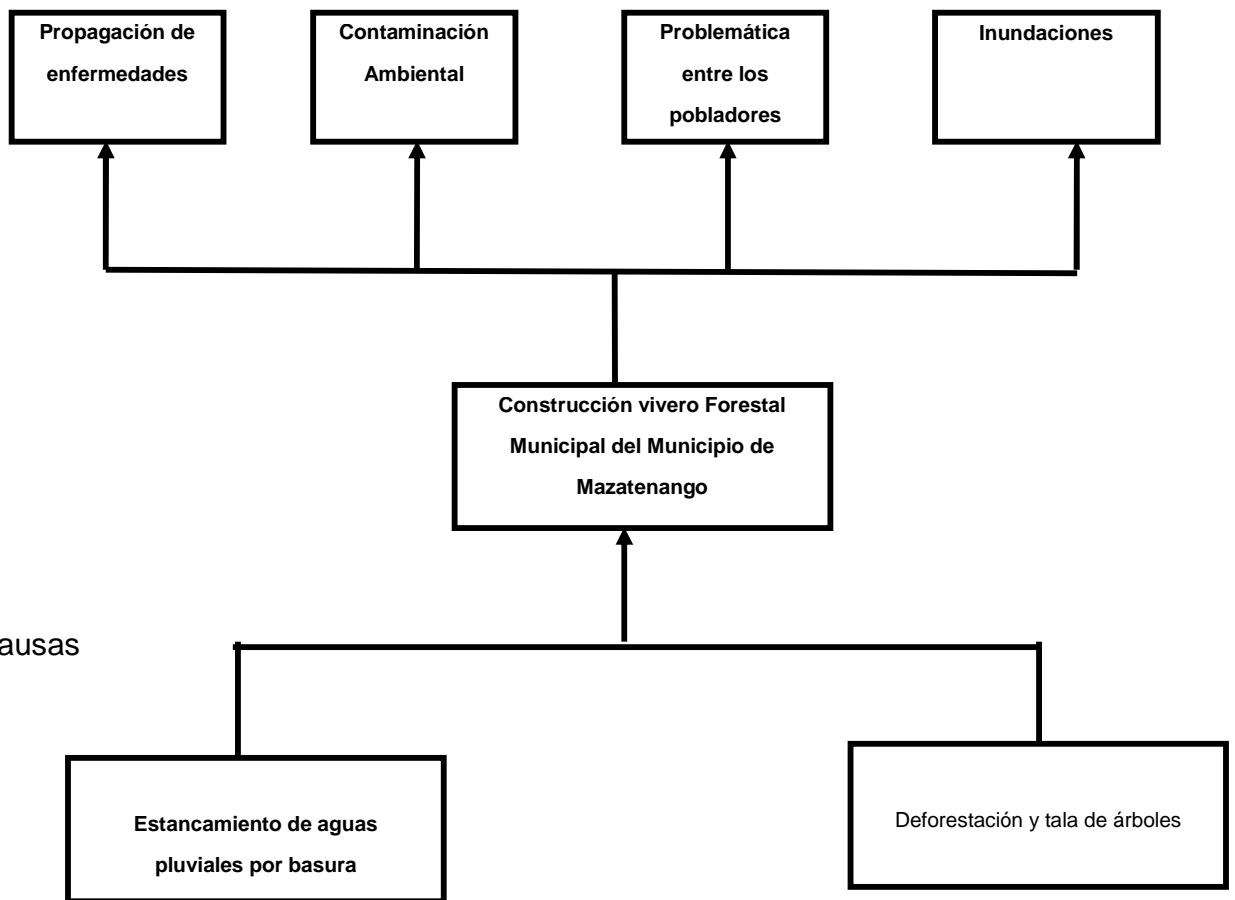 Propagación de
enfermedades
Contaminación
Ambiental
Problemática
entre los
pobladores
Inundaciones
Construcción vivero Forestal
Municipal del Municipio de
Mazatenango
ausas
Estancamiento de aguas
pluviales por basura
Deforestación y tala de árboles